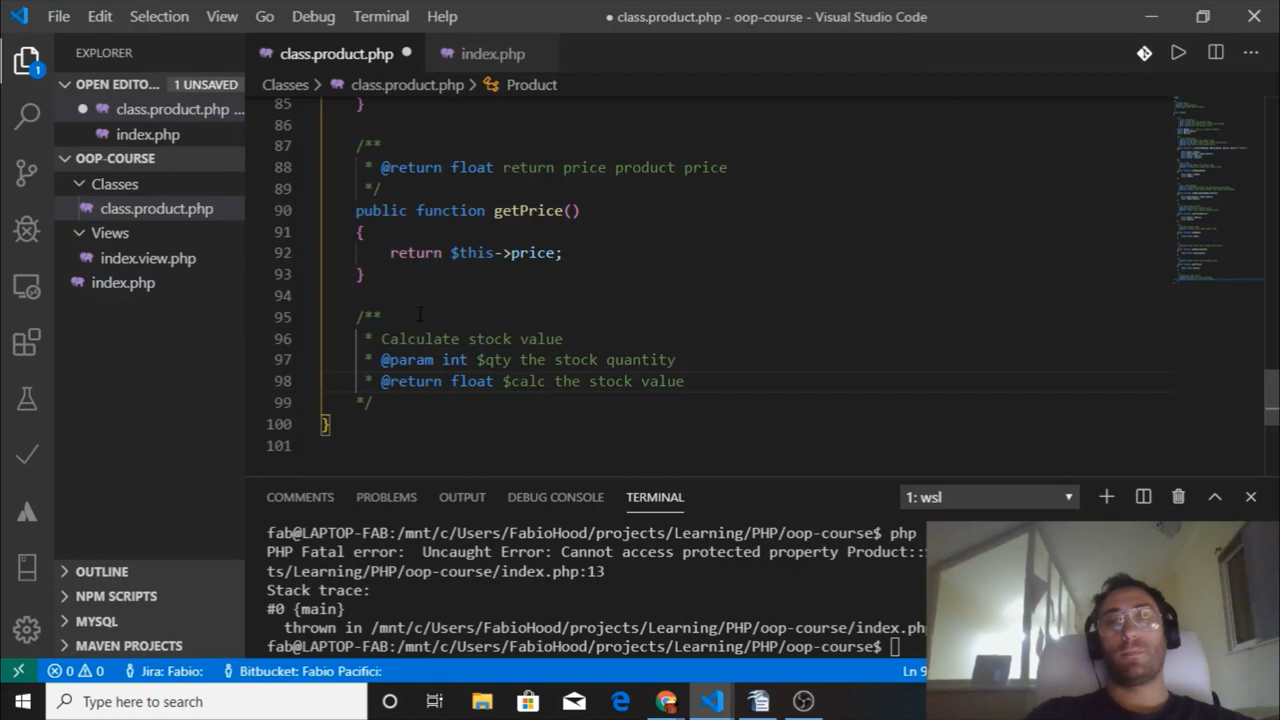 File Edit Selection View Go Debug Terminal Help ● class.product.php - oop-course - Visual Studio Code
EXPLORER
class.product.php ●
index.php
OPEN EDITO... 1 UNSAVED
Classes > class.product.php > Product
class.product.php ...
index.php
OOP-COURSE
Classes
class.product.php
Views
index.view.php
index.php
85 }
86
87 /**
88 * @return float return price product price
89 */
90 public function getPrice()
91 {
92 return $this->price;
93 }
94
95 /**
96 * Calculate stock value
97 * @param int $qty the stock quantity
98 * @return float $calc the stock value
99 */
100 }
101
COMMENTS PROBLEMS OUTPUT DEBUG CONSOLE TERMINAL 1: wsl
fab@LAPTOP-FAB:/mnt/c/Users/FabioHood/projects/Learning/PHP/oop-course$ php
PHP Fatal error: Uncaught Error: Cannot access protected property Product::
ts/Learning/PHP/oop-course/index.php:13
Stack trace:
#0 {main}
thrown in /mnt/c/Users/FabioHood/projects/Learning/PHP/oop-course/index.php
fab@LAPTOP-FAB:/mnt/c/Users/FabioHood/projects/Learning/PHP/oop-course$
OUTLINE
NPM SCRIPTS
MYSQL
MAVEN PROJECTS
1
0 0 Jira: Fabio: Bitbucket: Fabio Pacifici: Ln 9
Type here to search